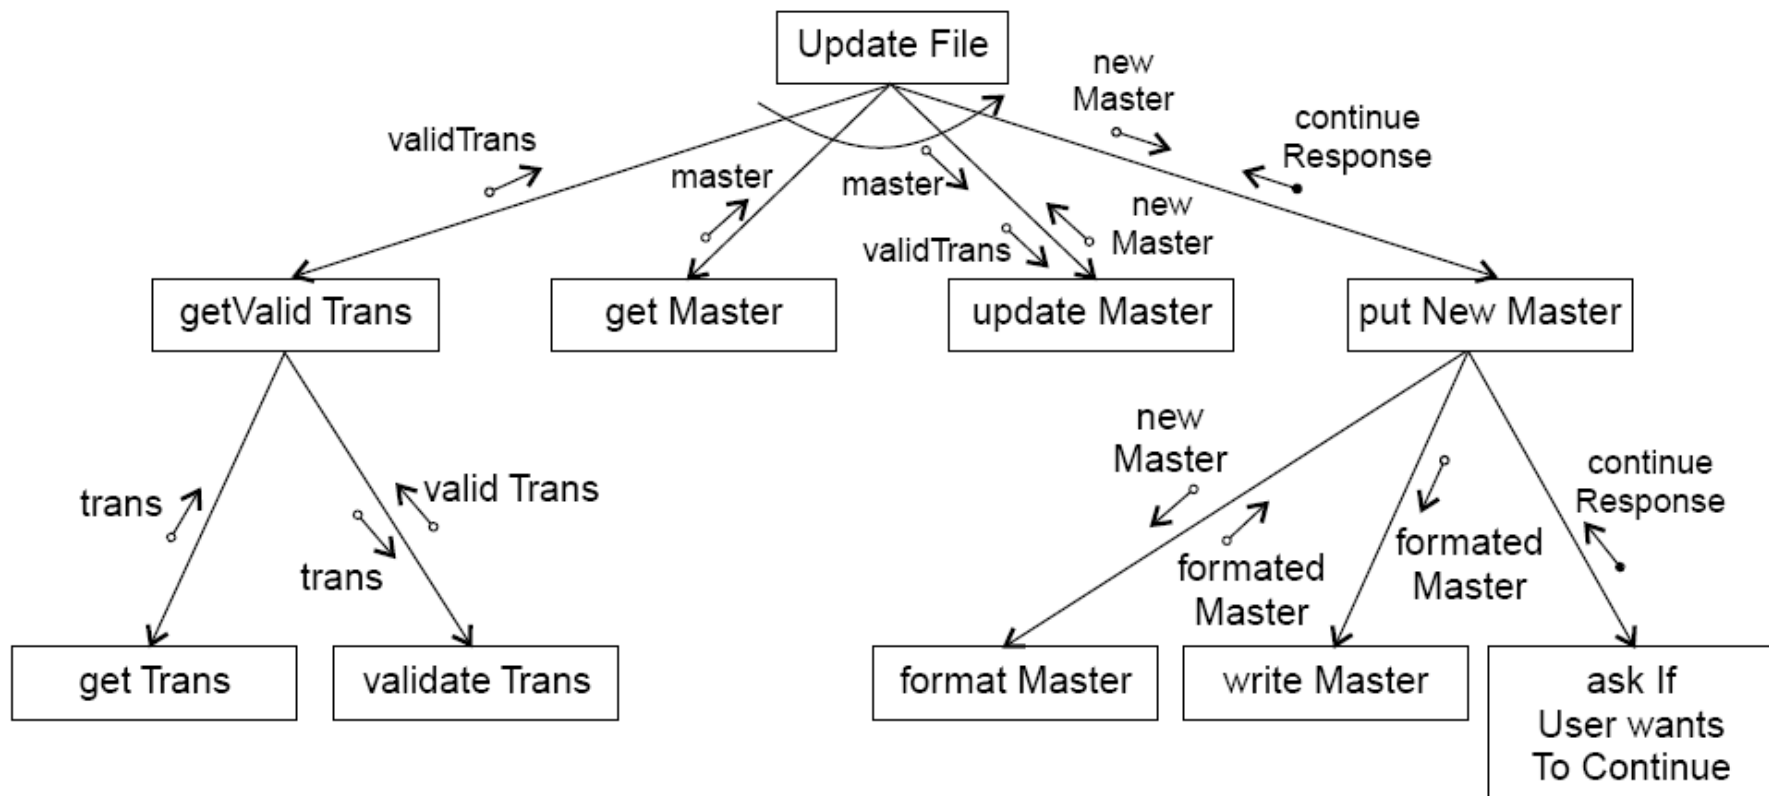 Update File
new
Master
continue
Response
validTrans
master
master
new
Master
validTrans
getValid Trans
get Master
update Master
put New Master
new
Master
continue
Response
trans
valid Trans
trans
formated
Master
formated
Master
get Trans
validate Trans
format Master
write Master
ask If
User wants
To Continue